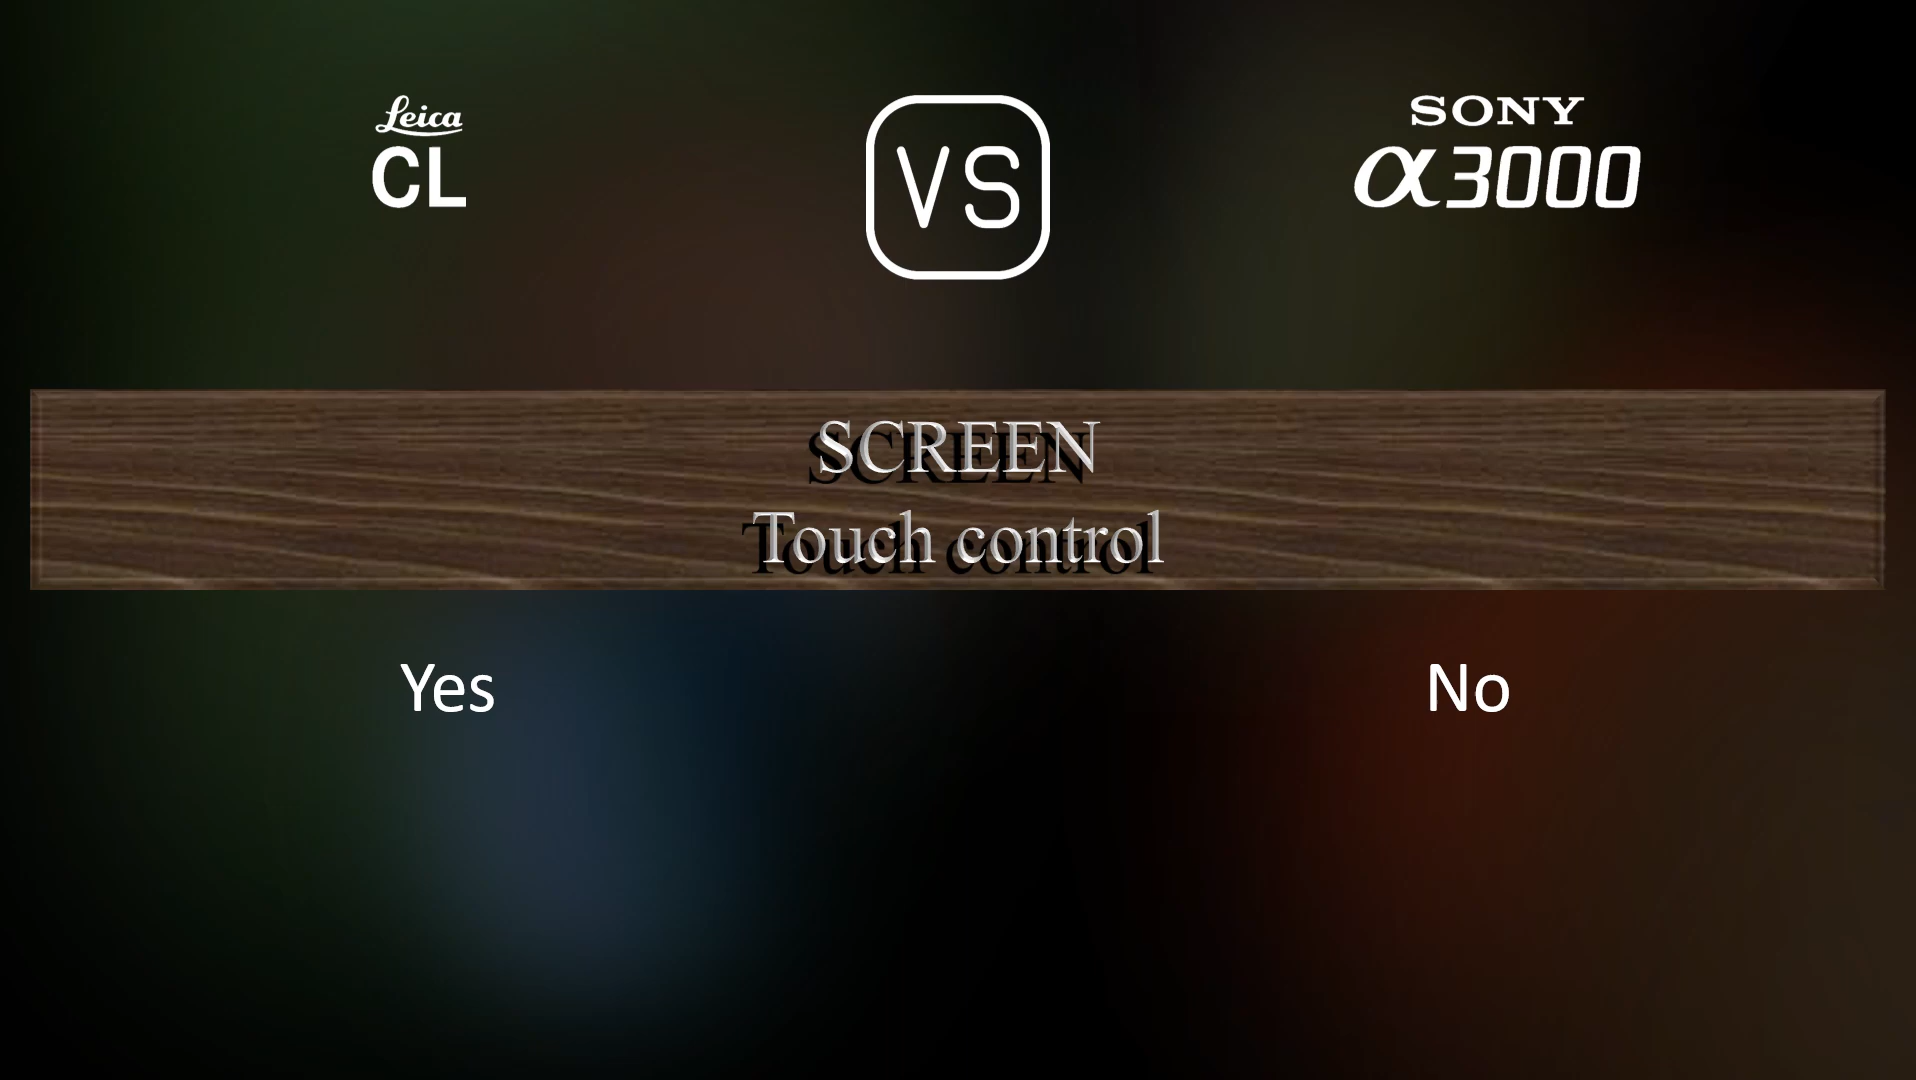 Leica
CL
VS
SONY
α3000
SCREEN
Touch control
Yes
No